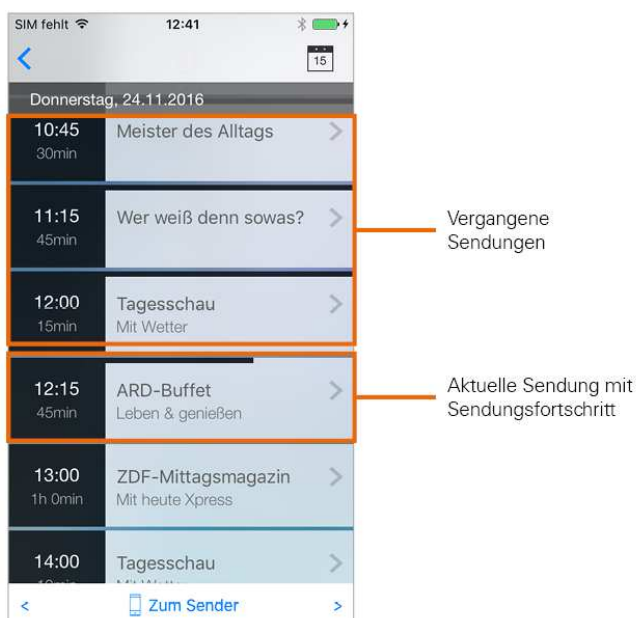 SIM fehlt 12:41
15
Donnerstag, 24.11.2016
10:45 Meister des Alltags
30min
11:15 Wer weiß denn sowas?
45min
Vergangene
Sendungen
12:00 Tagesschau
15min Mit Wetter
12:15 ARD-Buffet
45min Leben & genießen
Aktuelle Sendung mit
Sendungsfortschritt
13:00 ZDF-Mittagsmagazin
1h 0min Mit heute Xpress
14:00 Tagesschau
< Zum Sender >